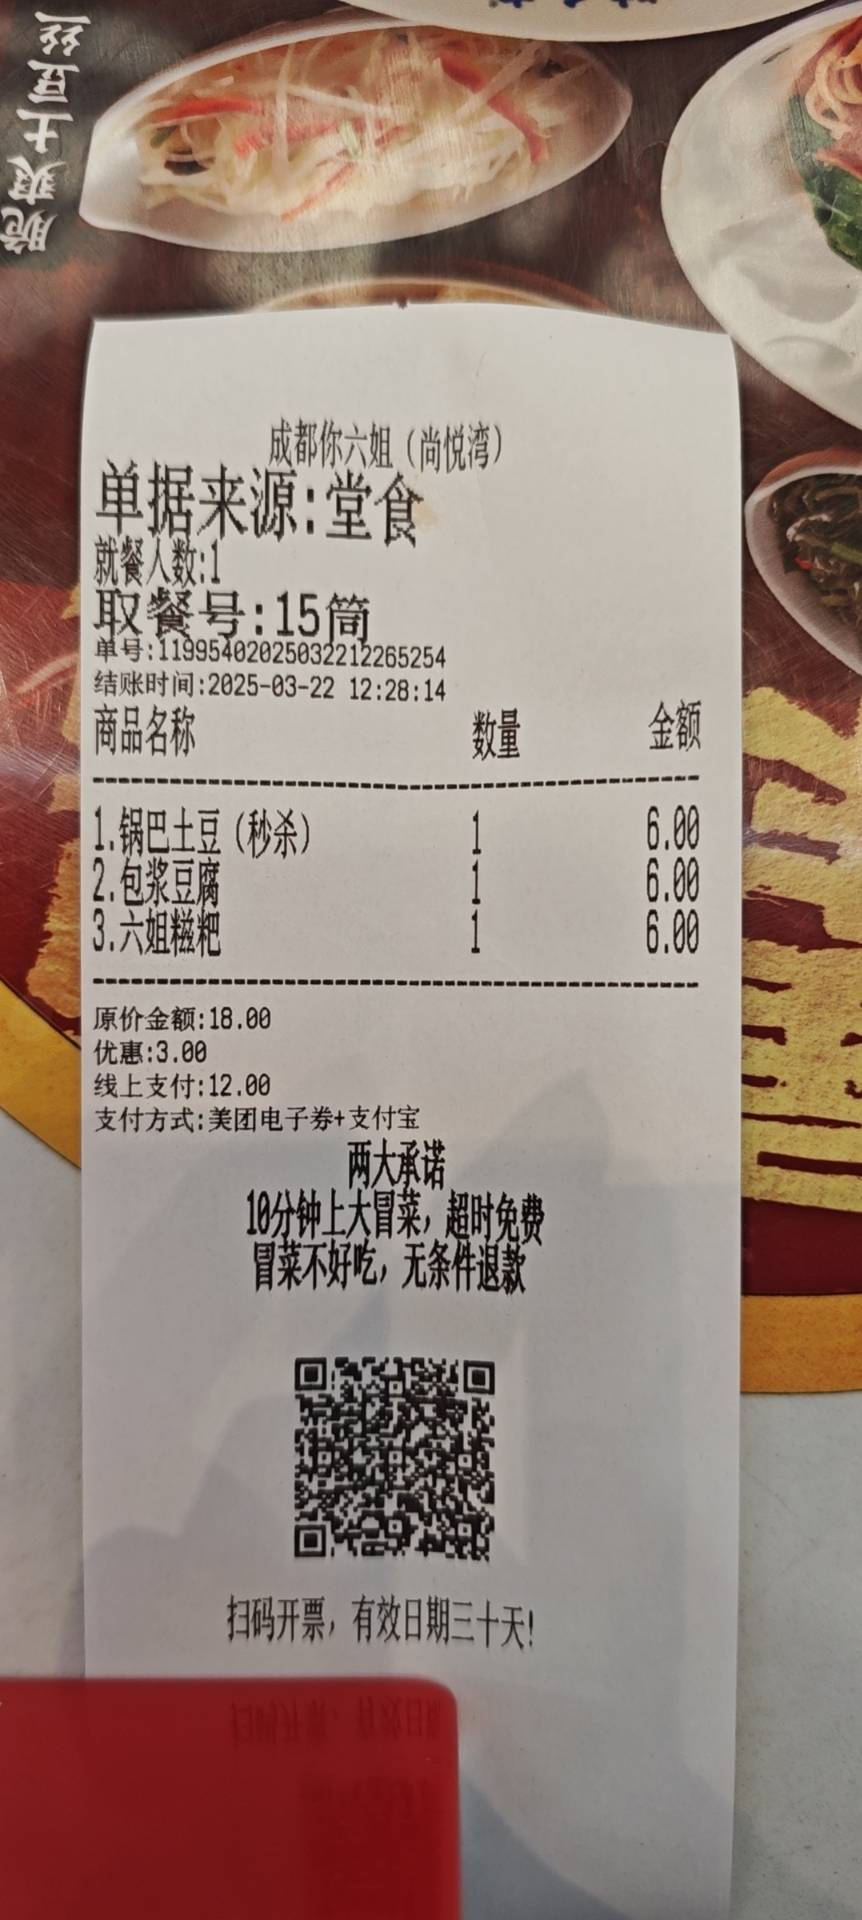 脆爽土豆丝
成都你六姐（尚悦湾）
单据来源:堂食
就餐人数:1
取餐号:15筒
单号:11995402025032212265254
结账时间:2025-03-22 12:28:14
商品名称 数量 金额
1.锅巴土豆（秒杀） 1 6.00
2.包浆豆腐 1 6.00
3.六姐糍粑 1 6.00
原价金额:18.00
优惠:3.00
线上支付:12.00
支付方式:美团电子券+支付宝
两大承诺
10分钟上大冒菜，超时免费
冒菜不好吃，无条件退款
扫码开票，有效日期三十天!